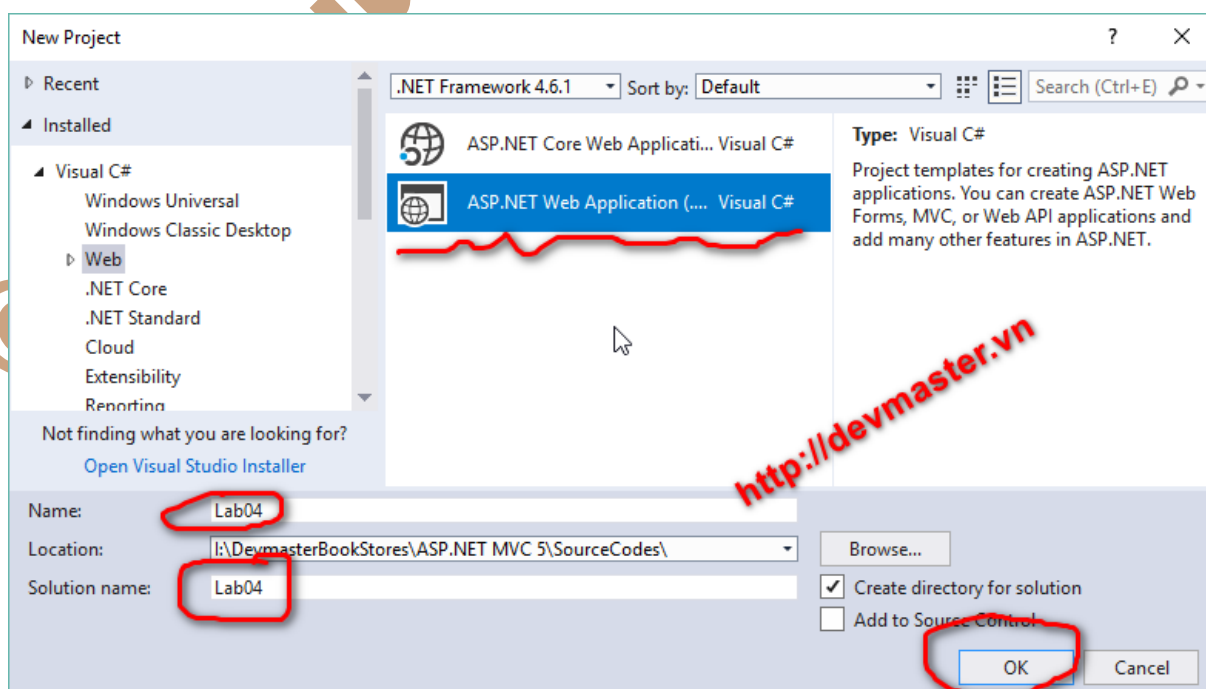 New Project
?
Recent
Installed
Visual C#
Windows Universal
Windows Classic Desktop
Web
.NET Core
.NET Standard
Cloud
Extensibility
Reporting
Not finding what you are looking for?
Open Visual Studio Installer
.NET Framework 4.6.1 Sort by: Default
Search (Ctrl+E)
ASP.NET Core Web Applicati... Visual C#
ASP.NET Web Application (.... Visual C#
Type: Visual C#
Project templates for creating ASP.NET
applications. You can create ASP.NET Web
Forms, MVC, or Web API applications and
add many other features in ASP.NET.
http://devmaster.vn
Name: Lab04
Location: I:\DevmasterBookStores\ASP.NET MVC 5\SourceCodes\ Browse...
Solution name: Lab04
Create directory for solution
Add to Source Control
OK Cancel